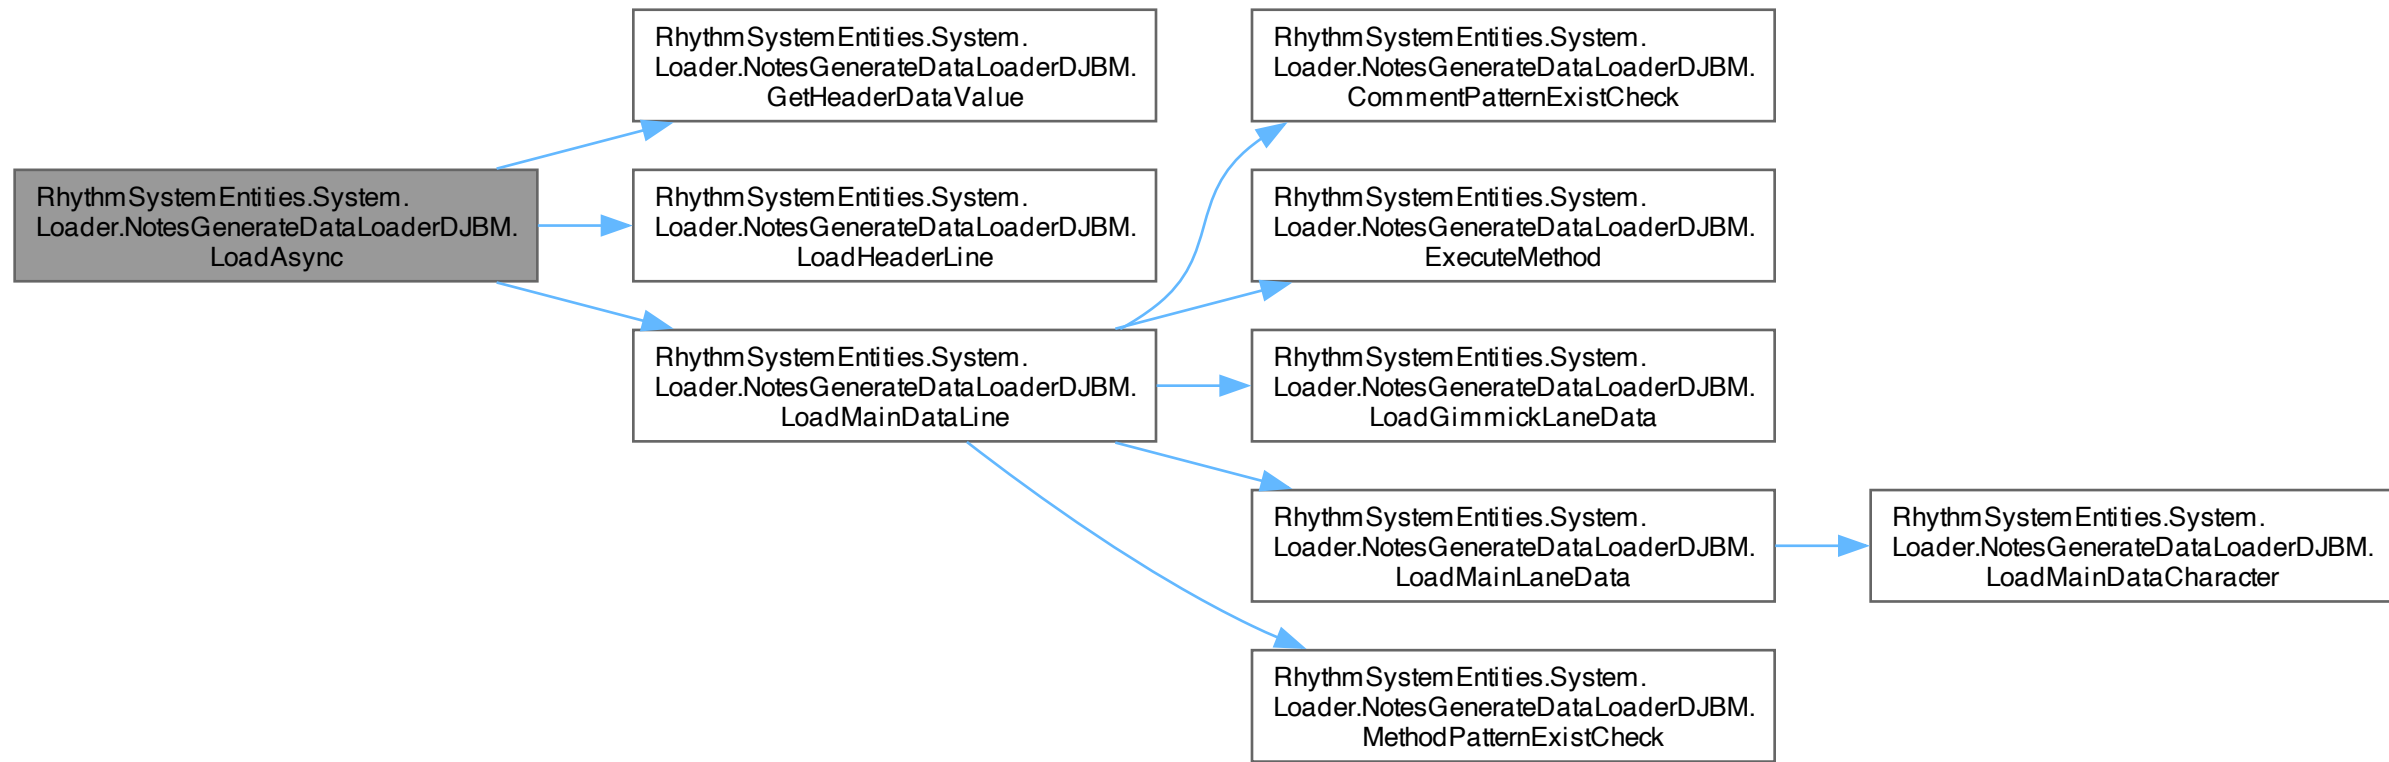 RhythmSystemEntities.System.
Loader.NotesGenerateDataLoaderDJBM.
LoadAsync
RhythmSystemEntities.System.
Loader.NotesGenerateDataLoaderDJBM.
GetHeaderDataValue
RhythmSystemEntities.System.
Loader.NotesGenerateDataLoaderDJBM.
LoadHeaderLine
RhythmSystemEntities.System.
Loader.NotesGenerateDataLoaderDJBM.
LoadMainDataLine
RhythmSystemEntities.System.
Loader.NotesGenerateDataLoaderDJBM.
CommentPatternExistCheck
RhythmSystemEntities.System.
Loader.NotesGenerateDataLoaderDJBM.
ExecuteMethod
RhythmSystemEntities.System.
Loader.NotesGenerateDataLoaderDJBM.
LoadGimmickLaneData
RhythmSystemEntities.System.
Loader.NotesGenerateDataLoaderDJBM.
LoadMainLaneData
RhythmSystemEntities.System.
Loader.NotesGenerateDataLoaderDJBM.
MethodPatternExistCheck
RhythmSystemEntities.System.
Loader.NotesGenerateDataLoaderDJBM.
LoadMainDataCharacter